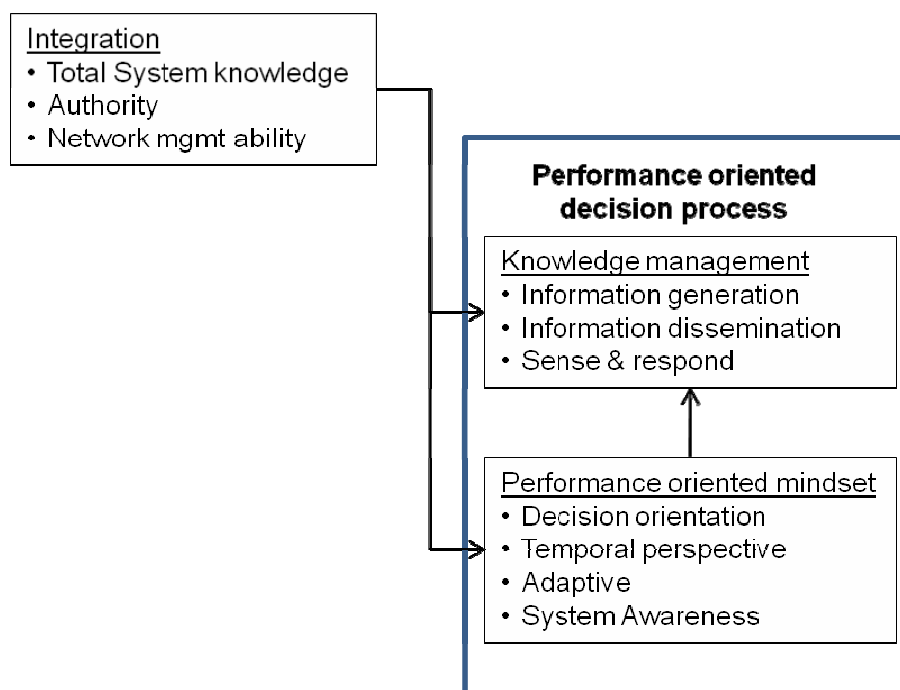 Integration
• Total System knowledge
• Authority
• Network mgmt ability
Performance oriented
decision process
Knowledge management
• Information generation
• Information dissemination
• Sense & respond
Performance oriented mindset
• Decision orientation
• Temporal perspective
• Adaptive
• System Awareness